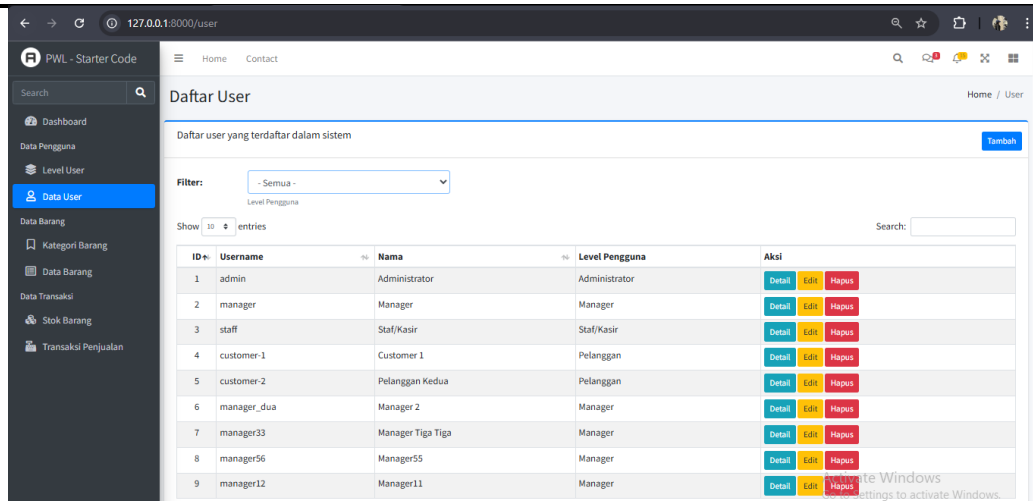 127.0.0.1:8000/user
PWL - Starter Code
Home Contact
Search
Daftar User
Home / User
Dashboard
Data Pengguna
Level User
Data User
Data Barang
Kategori Barang
Data Barang
Data Transaksi
Stok Barang
Transaksi Penjualan
Daftar user yang terdaftar dalam sistem
Tambah
Filter: - Semua -
Level Pengguna
Show 10 entries
Search:
ID Username Nama Level Pengguna Aksi
1 admin Administrator Administrator Detail Edit Hapus
2 manager Manager Manager Detail Edit Hapus
3 staff Staf/Kasir Staf/Kasir Detail Edit Hapus
4 customer-1 Customer 1 Pelanggan Detail Edit Hapus
5 customer-2 Pelanggan Kedua Pelanggan Detail Edit Hapus
6 manager_dua Manager 2 Manager Detail Edit Hapus
7 manager33 Manager Tiga Tiga Manager Detail Edit Hapus
8 manager56 Manager55 Manager Detail Edit Hapus
9 manager12 Manager11 Manager Detail Edit Hapus
Activate Windows
Go to Settings to activate Windows.